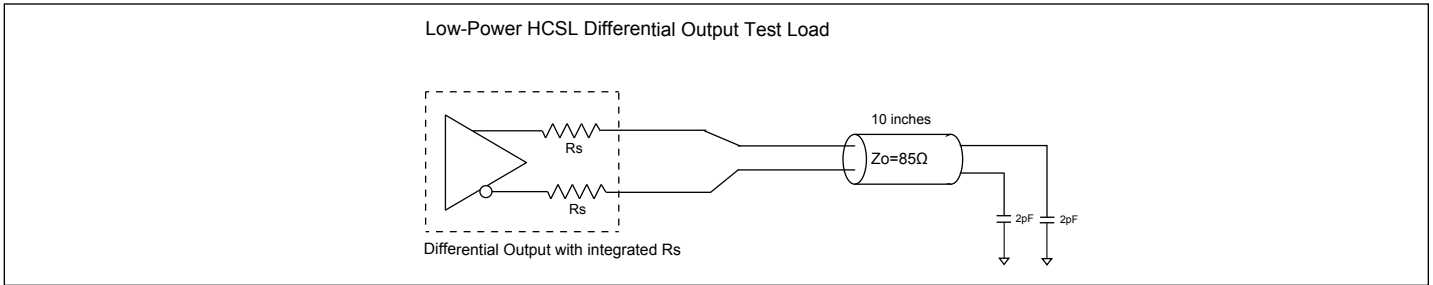 Low-Power HCSL Differential Output Test Load
10 inches
Rs
Zo=85Ω
Rs
2pF 2pF
Differential Output with integrated Rs